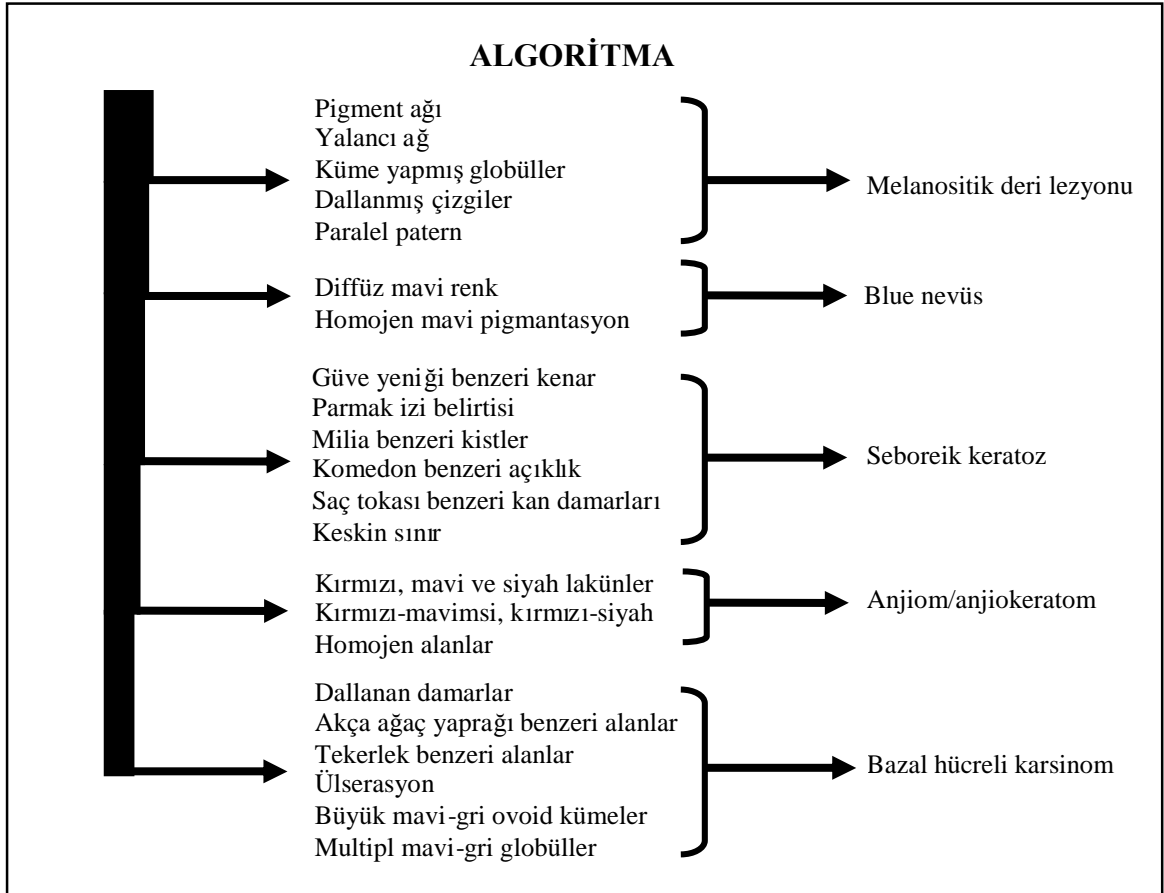 ALGORİTMA
Pigment ağı
Yalancı ağ
Küme yapmış globüller
Dallanmış çizgiler
Paralel patern
Melanositik deri lezyonu
Diffüz mavi renk
Homojen mavi pigmantasyon
Blue nevüs
Güve yeniği benzeri kenar
Parmak izi belirtisi
Milia benzeri kistler
Komedon benzeri açıklık
Saç tokası benzeri kan damarları
Keskin sınır
Seboreik keratoz
Kırmızı, mavi ve siyah lakünler
Kırmızı-mavimsi, kırmızı-siyah
Homojen alanlar
Anjiom/anjiokeratom
Dallanan damarlar
Akça ağaç yaprağı benzeri alanlar
Tekerlek benzeri alanlar
Ülserasyon
Büyük mavi-gri ovoid kümeler
Multipl mavi-gri globüller
Bazal hücreli karsinom